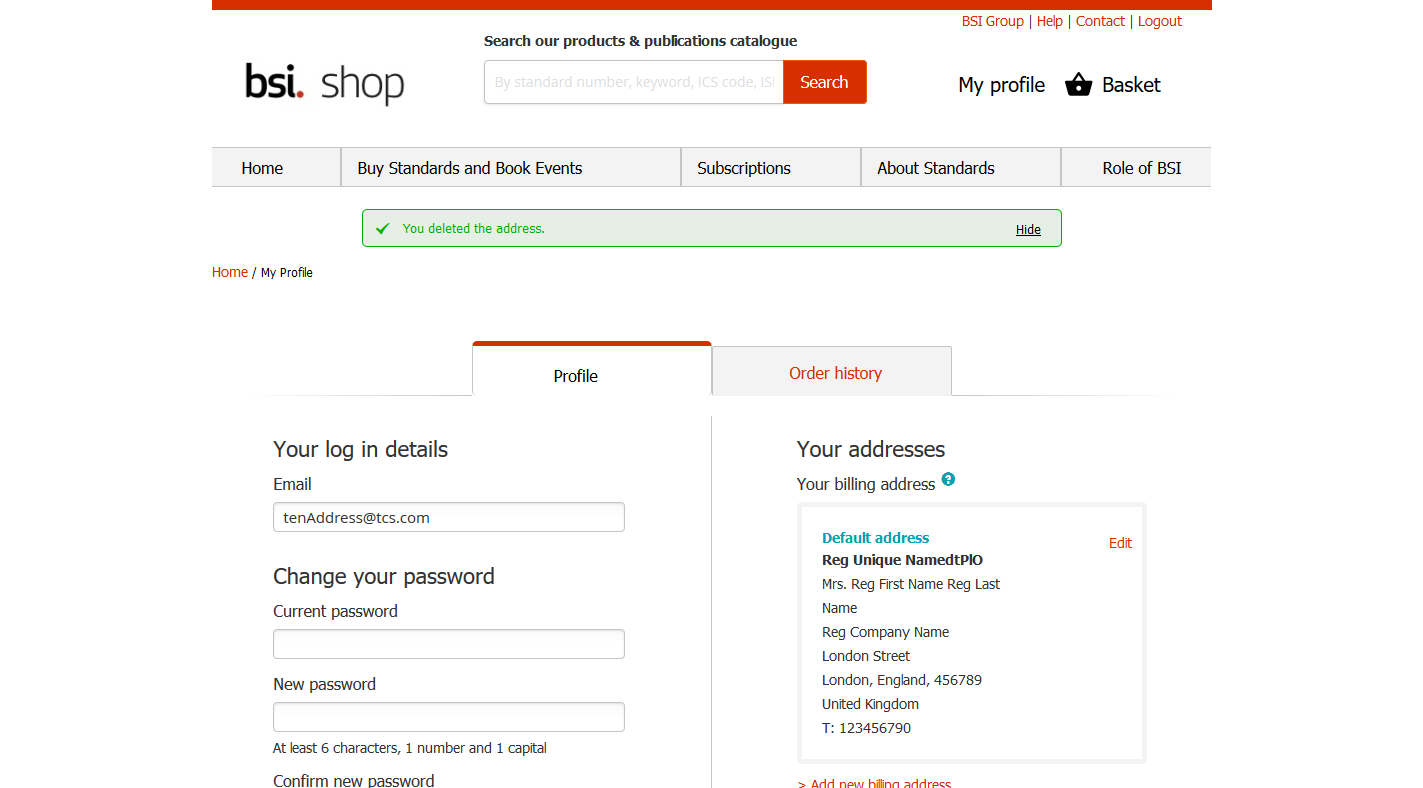 BSI Group | Help | Contact | Logout
Search our products & publications catalogue
bsi. shop
By standard number, keyword, ICS code, ISI
Search
My profile
Basket
Home
Buy Standards and Book Events
Subscriptions
About Standards
Role of BSI
You deleted the address.
Hide
Home / My Profile
Profile
Order history
Your log in details
Email
tenAddress@tcs.com
Change your password
Current password
New password
At least 6 characters, 1 number and 1 capital
Confirm new password
Your addresses
Your billing address ?
Default address
Edit
Reg Unique NamedtPlO
Mrs. Reg First Name Reg Last
Name
Reg Company Name
London Street
London, England, 456789
United Kingdom
T: 123456790
> Add new billing address